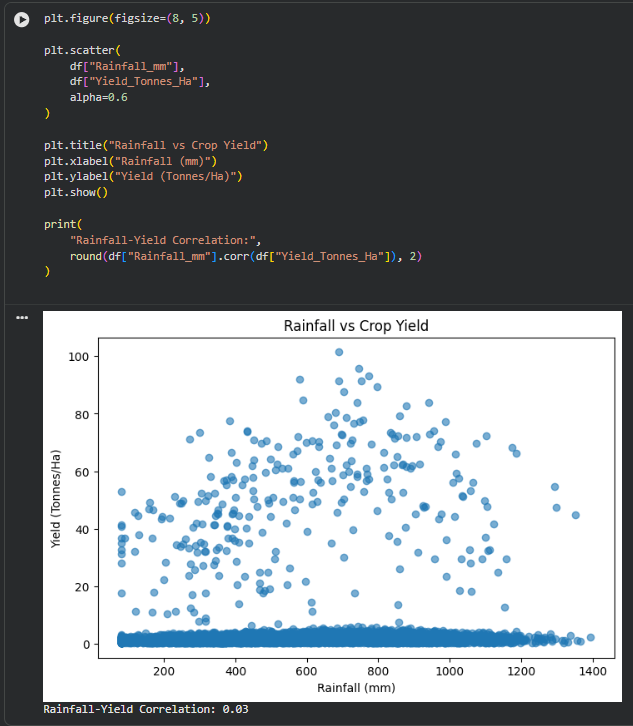 plt.figure(figsize=(8, 5))
plt.scatter(
df["Rainfall_mm"],
df["Yield_Tonnes_Ha"],
alpha=0.6
)
plt.title("Rainfall vs Crop Yield")
plt.xlabel("Rainfall (mm)")
plt.ylabel("Yield (Tonnes/Ha)")
plt.show()
print(
"Rainfall-Yield Correlation:",
round(df["Rainfall_mm"].corr(df["Yield_Tonnes_Ha"]), 2)
)
Rainfall vs Crop Yield
Yield (Tonnes/Ha)
100
80
60
40
20
0
200 400 600 800 1000 1200 1400
Rainfall (mm)
Rainfall-Yield Correlation: 0.03